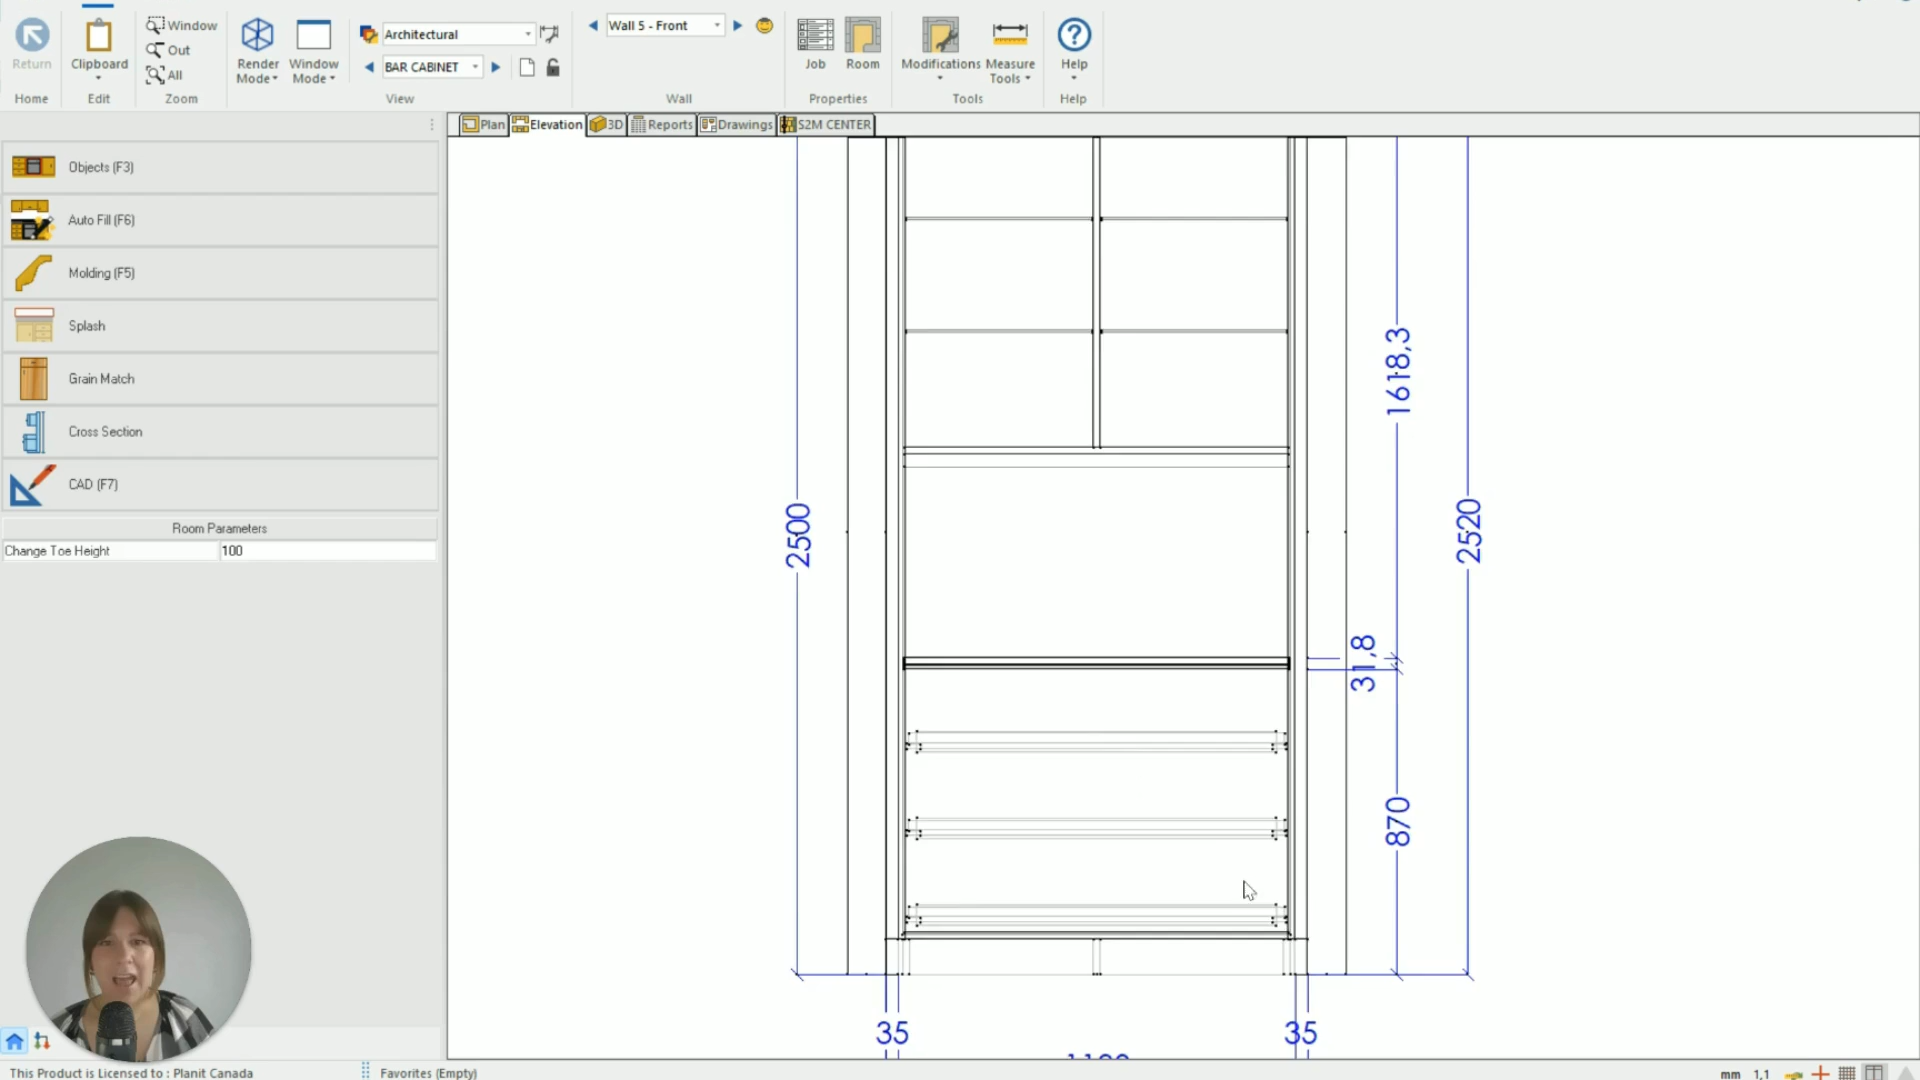 Return
Home
Clipboard
Edit
Window
Out
All
Zoom
Render
Mode
Window
Mode
Architectural
BAR CABINET
View
Wall 5 - Front
Wall
Job
Room
Properties
Modifications
Measure
Tools
Tools
Help
Help
Plan
Elevation
3D
Reports
Drawings
S2M CENTER
Objects (F3)
Auto Fill (F6)
Molding (F5)
Splash
Grain Match
Cross Section
CAD (F7)
Room Parameters
Change Toe Height 100
2500
1618,3
2520
31,8
870
35
35
This Product is Licensed to : Planit Canada
Favorites (Empty)
mm 1,1